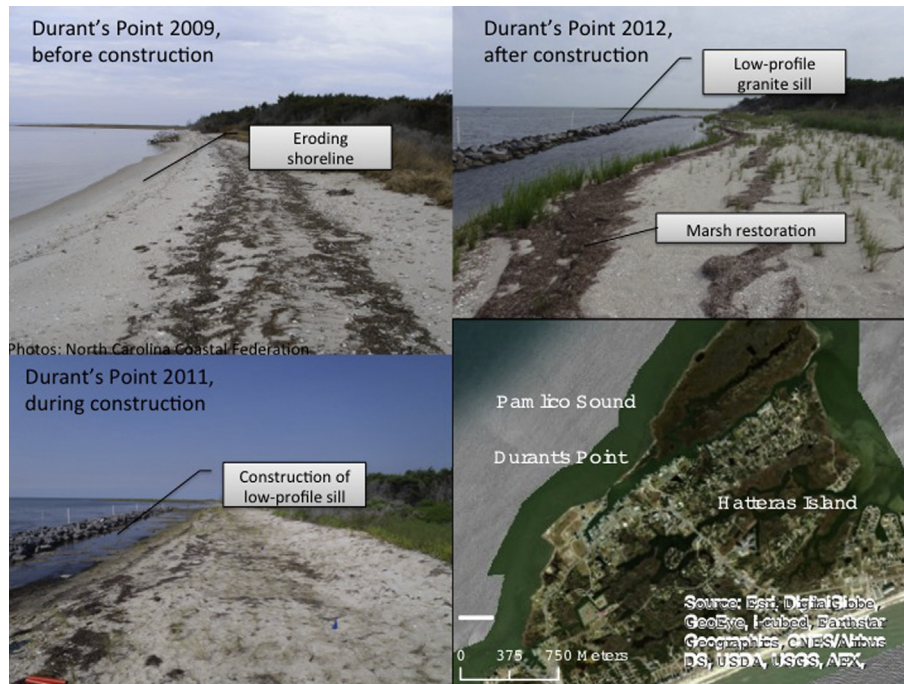 Durant's Point 2009,
before construction
Eroding
shoreline
Photos: North Carolina Coastal Federation
Durant's Point 2012,
after construction
Low-profile
granite sill
Marsh restoration
Durant's Point 2011,
during construction
Construction of
low-profile sill
Pamlico Sound
Durant's Point
Hatteras Island
0 375 750 Meters
Source: Esri, DigitalGlobe,
GeoEye, i-cubed, Earthstar
Geographics, CNES/Airbus
DS, USDA, USGS, AEX,